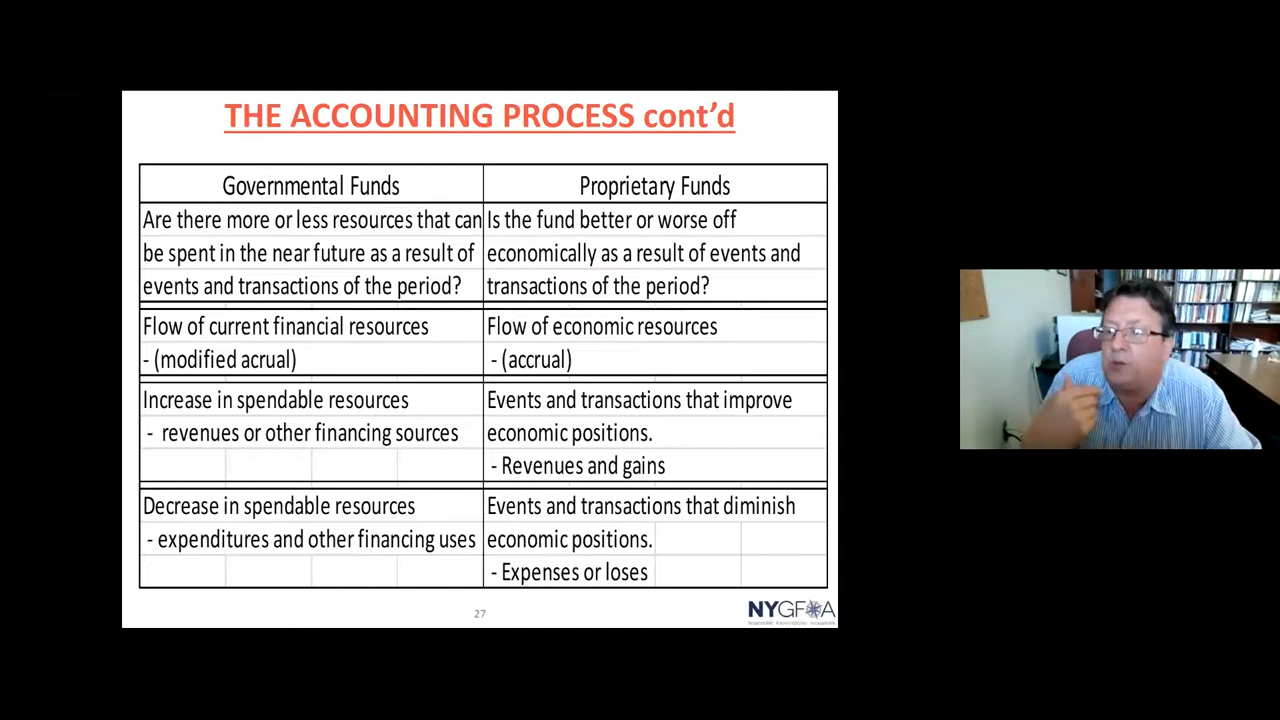 THE ACCOUNTING PROCESS cont’d
Governmental Funds
Are there more or less resources that can
be spent in the near future as a result of
events and transactions of the period?
Flow of current financial resources
- (modified acrual)
Increase in spendable resources
- revenues or other financing sources
Decrease in spendable resources
- expenditures and other financing uses
Proprietary Funds
Is the fund better or worse off
economically as a result of events and
transactions of the period?
Flow of economic resources
- (accrual)
Events and transactions that improve
economic positions.
- Revenues and gains
Events and transactions that diminish
economic positions.
- Expenses or loses
27
NYGFOA